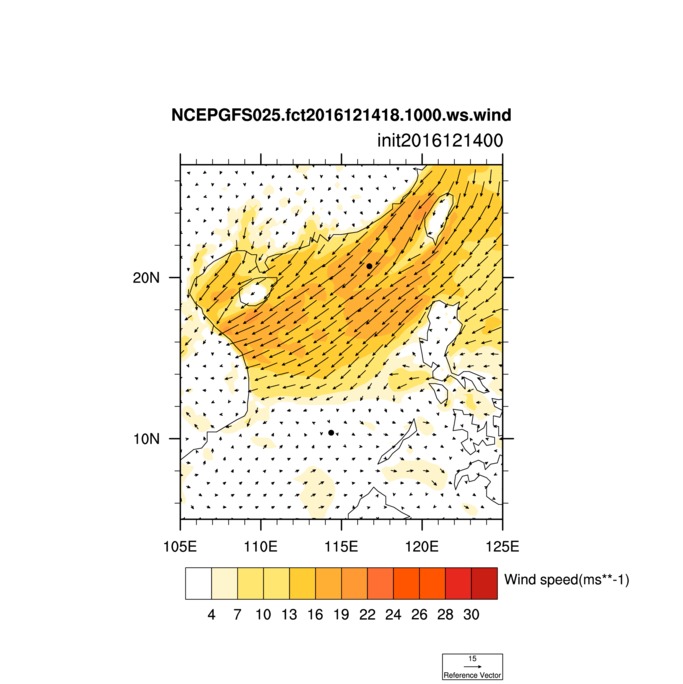 NCEPGFS025.fct2016121418.1000.ws.wind
init2016121400
20N
10N
105E 110E 115E 120E 125E
Wind speed(ms**-1)
4 7 10 13 16 19 22 24 26 28 30
15
Reference Vector